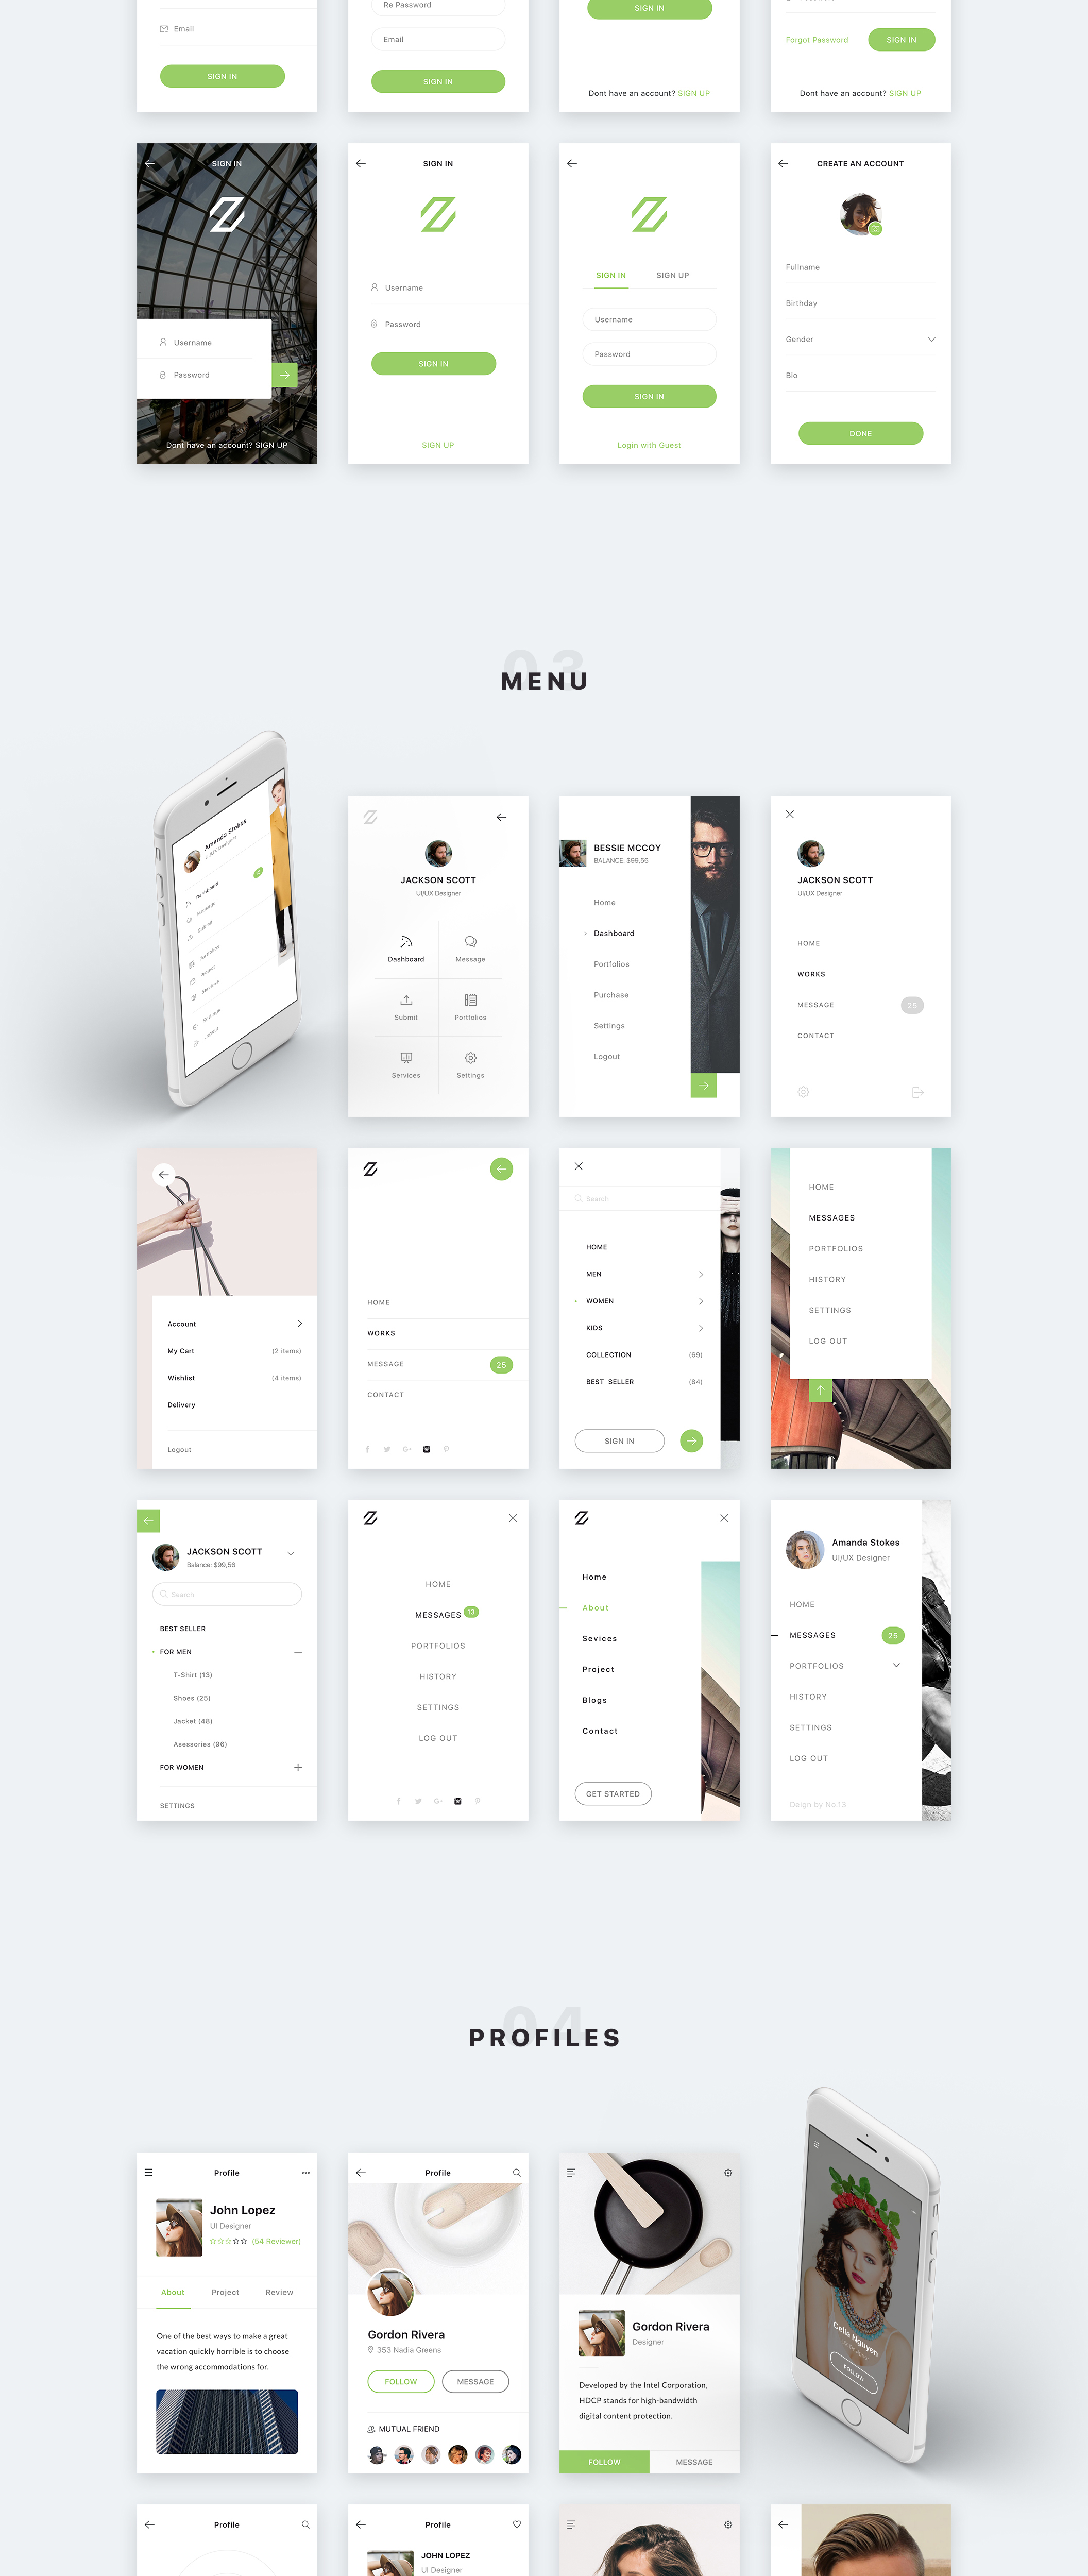 Email
SIGN IN
Re Password
Email
SIGN IN
SIGN IN
Dont have an account? SIGN UP
Forgot Password
SIGN IN
Dont have an account? SIGN UP
SIGN IN
Username
Password
Dont have an account? SIGN UP
SIGN IN
Username
Password
SIGN IN
SIGN UP
SIGN IN
SIGN UP
Username
Password
SIGN IN
Login with Guest
CREATE AN ACCOUNT
Fullname
Birthday
Gender
Bio
DONE
03
MENU
Amanda Stokes
UI/UX Designer
Dashboard
Message
Submit
Portfolios
Project
Services
Settings
Logout
JACKSON SCOTT
UI/UX Designer
Dashboard
Message
Submit
Portfolios
Services
Settings
BESSIE MCCOY
BALANCE: $99,56
Home
Dashboard
Portfolios
Purchase
Settings
Logout
JACKSON SCOTT
UI/UX Designer
HOME
WORKS
MESSAGE
25
CONTACT
Account
My Cart
(2 items)
Wishlist
(4 items)
Delivery
Logout
HOME
WORKS
MESSAGE
25
CONTACT
Search
HOME
MEN
WOMEN
KIDS
COLLECTION
(69)
BEST SELLER
(84)
SIGN IN
HOME
MESSAGES
PORTFOLIOS
HISTORY
SETTINGS
LOG OUT
JACKSON SCOTT
Balance: $99,56
Search
BEST SELLER
FOR MEN
T-Shirt (13)
Shoes (25)
Jacket (48)
Asessories (96)
FOR WOMEN
SETTINGS
HOME
MESSAGES
13
PORTFOLIOS
HISTORY
SETTINGS
LOG OUT
Home
About
Sevices
Project
Blogs
Contact
GET STARTED
Amanda Stokes
UI/UX Designer
HOME
MESSAGES
25
PORTFOLIOS
HISTORY
SETTINGS
LOG OUT
Deign by No.13
04
PROFILES
Profile
John Lopez
UI Designer
(54 Reviewer)
About
Project
Review
One of the best ways to make a great
vacation quickly horrible is to choose
the wrong accommodations for.
Profile
Gordon Rivera
353 Nadia Greens
FOLLOW
MESSAGE
MUTUAL FRIEND
Gordon Rivera
Designer
Developed by the Intel Corporation,
HDCP stands for high-bandwidth
digital content protection.
FOLLOW
MESSAGE
Celia Nguyen
FOLLOW
Profile
Profile
JOHN LOPEZ
UI Designer